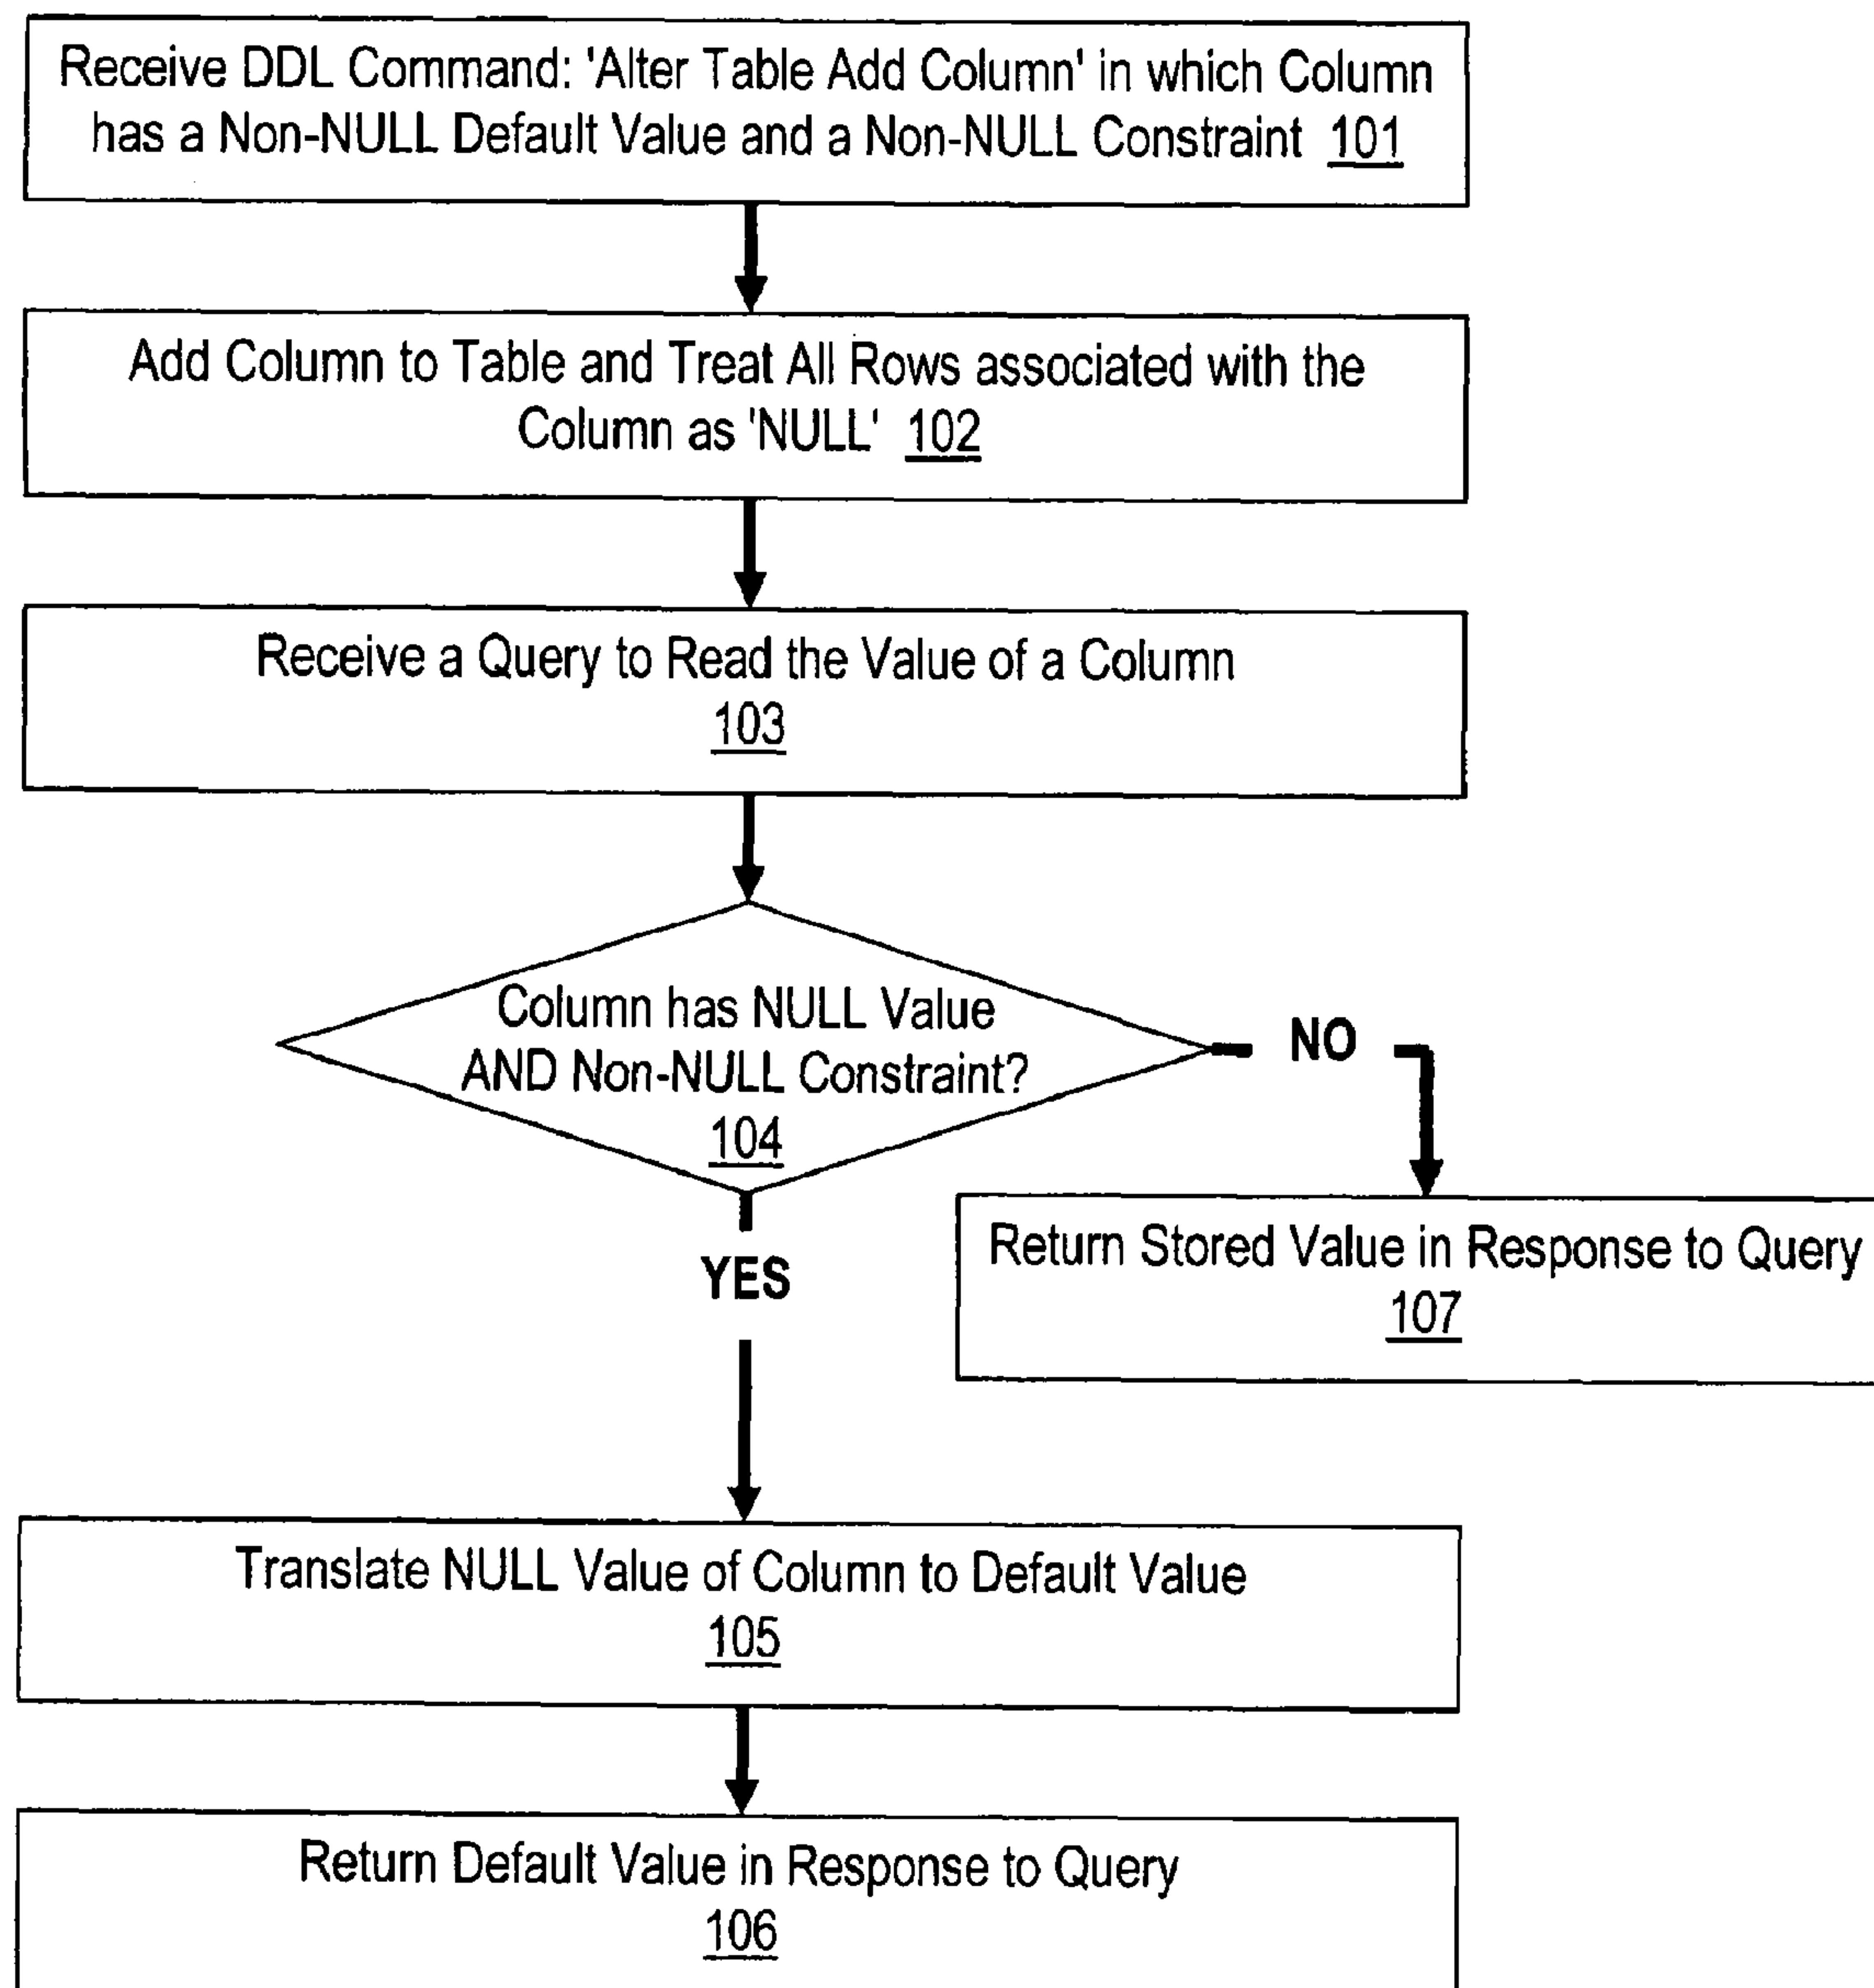 Receive DDL Command: 'Alter Table Add Column' in which Column
has a Non-NULL Default Value and a Non-NULL Constraint 101
Add Column to Table and Treat All Rows associated with the
Column as 'NULL' 102
Receive a Query to Read the Value of a Column
103
Column has NULL Value
AND Non-NULL Constraint?
104
NO
YES
Return Stored Value in Response to Query
107
Translate NULL Value of Column to Default Value
105
Return Default Value in Response to Query
106